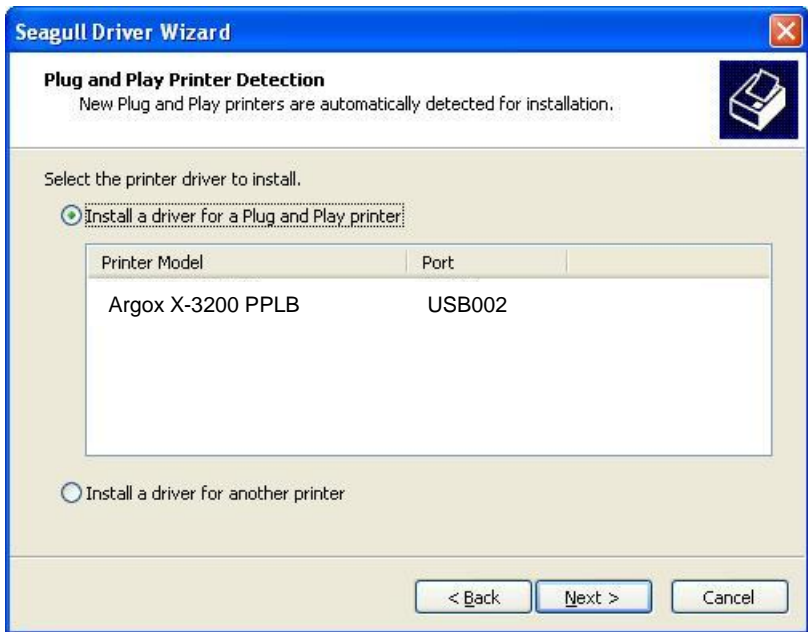 Seagull Driver Wizard
Plug and Play Printer Detection
New Plug and Play printers are automatically detected for installation.
Select the printer driver to install.
Install a driver for a Plug and Play printer
Printer Model Port
Argox X-3200 PPLB USB002
Install a driver for another printer
< Back Next > Cancel